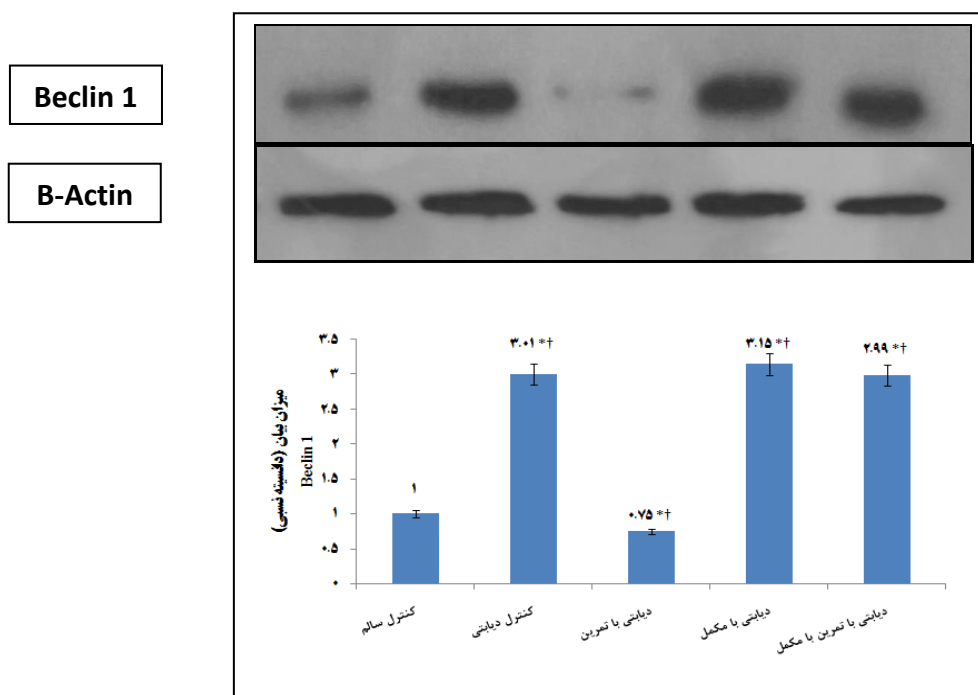 Beclin 1
B-Actin
میزان بیان (دانسیته نسبی)
Beclin 1
۳.۵
۳
۲.۵
۲
۱.۵
۱
۰.۵
۰
۱
۳.۰۱ *†
۰.۷۵ *†
۳.۱۵ *†
۲.۹۹ *†
کنترل سالم
کنترل دیابتی
دیابتی با تمرین
دیابتی با مکمل
دیابتی با تمرین با مکمل